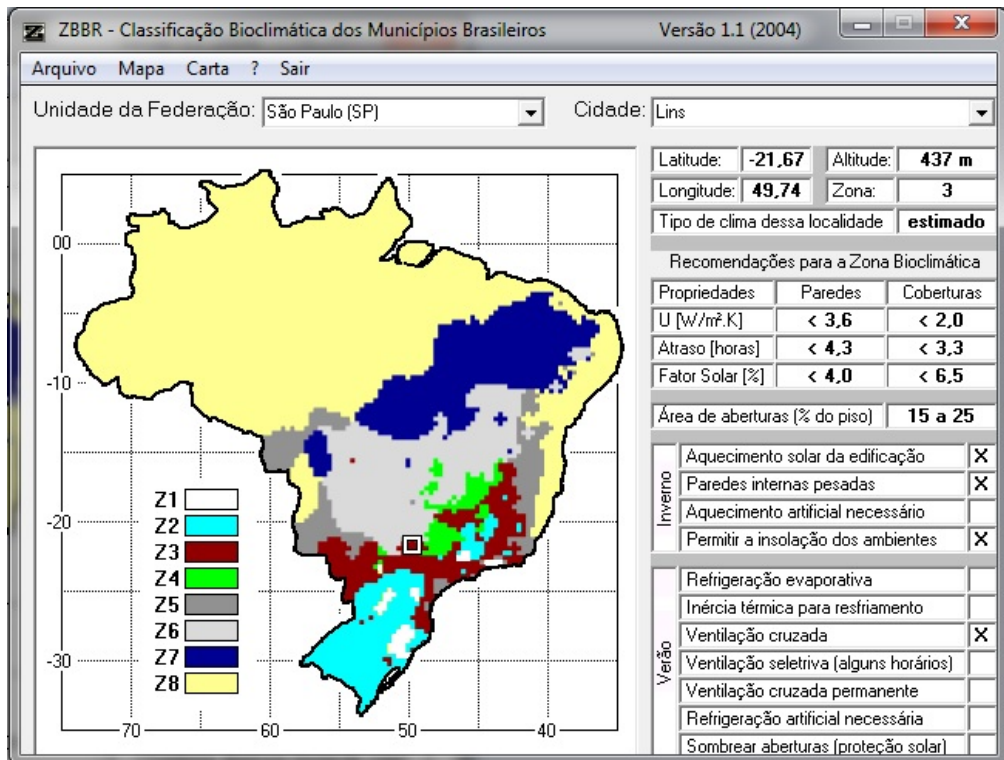 ZBBR - Classificação Bioclimática dos Municípios Brasileiros Versão 1.1 (2004)
Arquivo Mapa Carta ? Sair
Unidade da Federação: São Paulo (SP) Cidade: Lins
Latitude: -21,67 Altitude: 437 m
Longitude: 49,74 Zona: 3
Tipo de clima dessa localidade estimado
Recomendações para a Zona Bioclimática
Propriedades Paredes Coberturas
U [W/m².K] < 3,6 < 2,0
Atraso [horas] < 4,3 < 3,3
Fator Solar [%] < 4,0 < 6,5
Área de aberturas (% do piso) 15 a 25
Inverno
Aquecimento solar da edificação X
Paredes internas pesadas X
Aquecimento artificial necessário
Permitir a insolação dos ambientes X
Verão
Refrigeração evaporativa
Inércia térmica para resfriamento
Ventilação cruzada X
Ventilação seletiva (alguns horários)
Ventilação cruzada permanente
Refrigeração artificial necessária
Sombrear aberturas (proteção solar)
00
-10
-20
-30
Z1
Z2
Z3
Z4
Z5
Z6
Z7
Z8
70 60 50 40